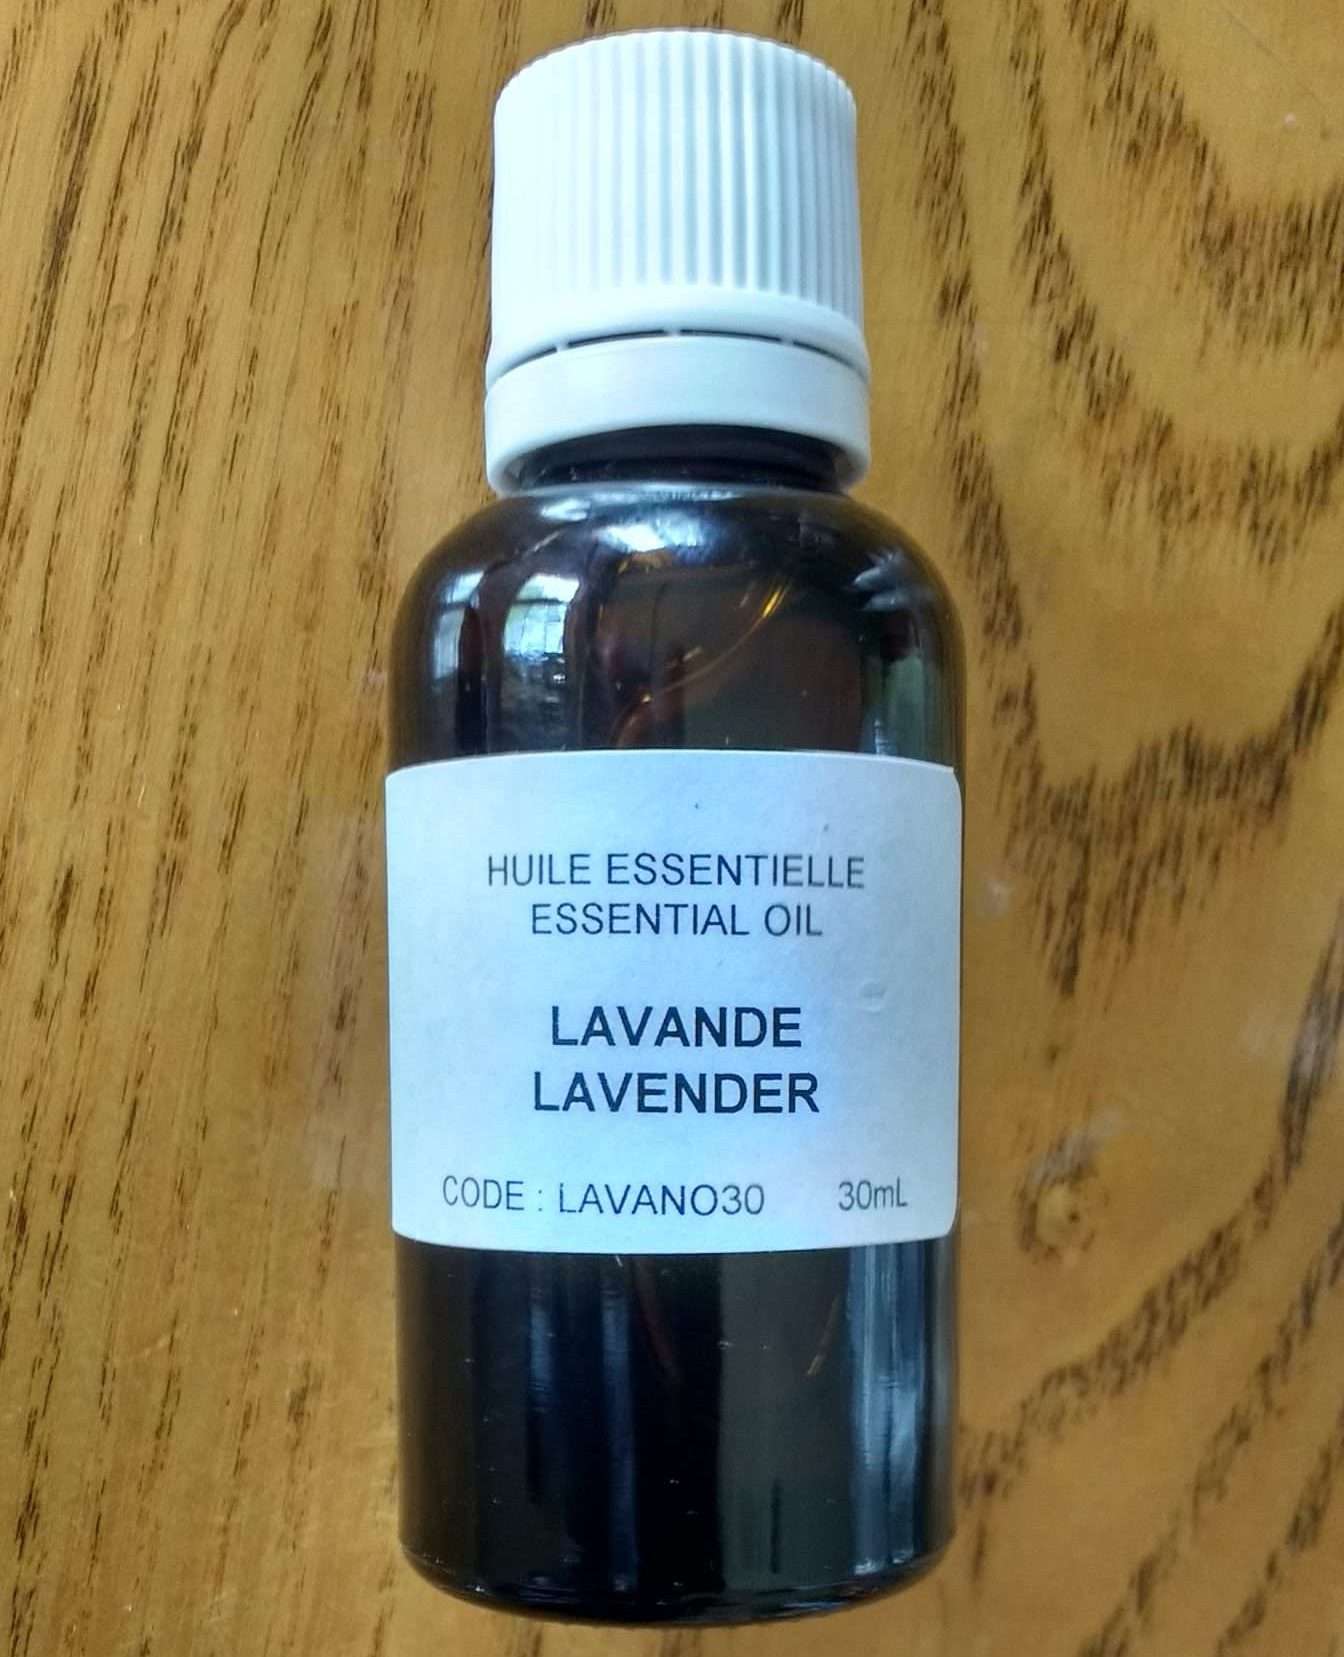 HUILE ESSENTIELLE
ESSENTIAL OIL
LAVANDE
LAVENDER
CODE : LAVANO30 30mL